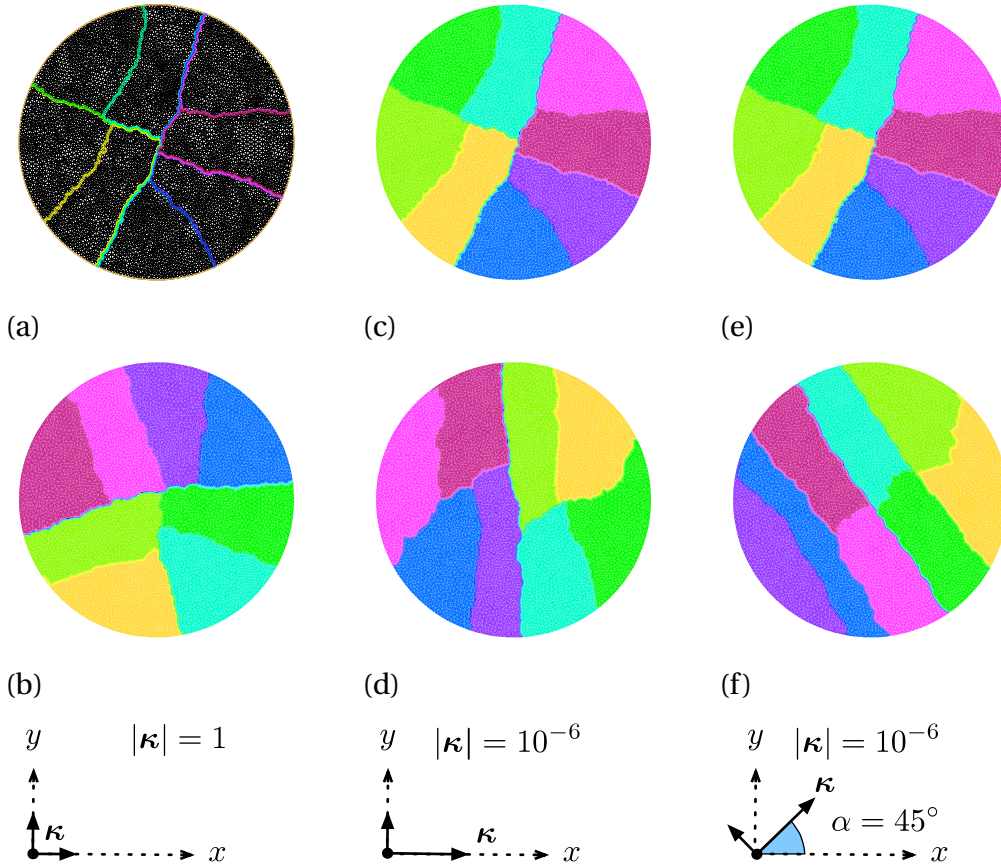 (a)
(c)
(e)
(b)
(d)
(f)
y |κ| = 1
κ
x
y |κ| = 10⁻⁶
κ
x
y |κ| = 10⁻⁶
κ
α = 45°
x